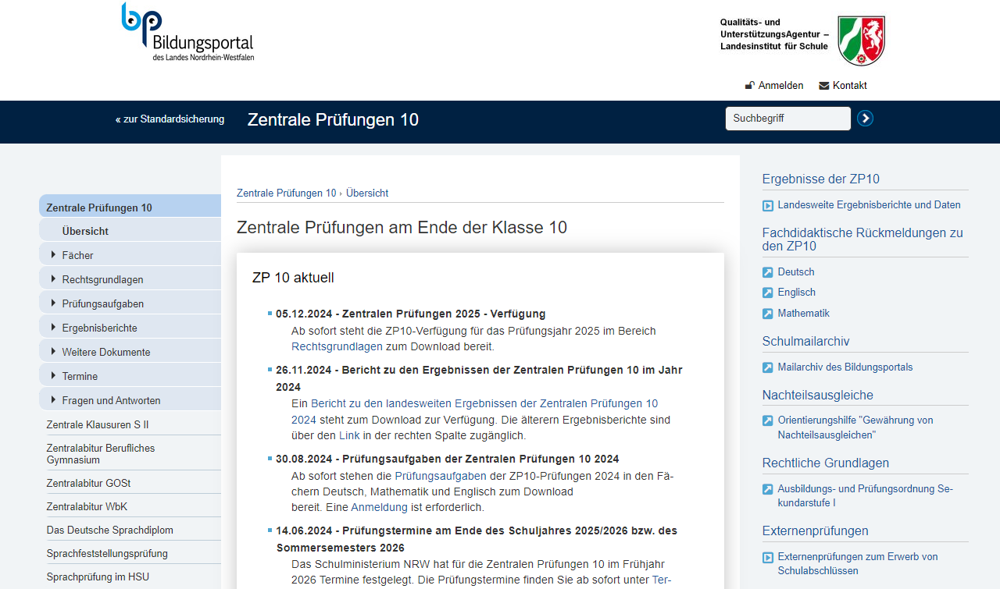 bp
Bildungsportal
des Landes Nordrhein-Westfalen
Qualitäts- und
UnterstützungsAgentur –
Landesinstitut für Schule
Anmelden
Kontakt
« zur Standardsicherung
Zentrale Prüfungen 10
Suchbegriff
Zentrale Prüfungen 10
Übersicht
Fächer
Rechtsgrundlagen
Prüfungsaufgaben
Ergebnisberichte
Weitere Dokumente
Termine
Fragen und Antworten
Zentrale Klausuren S II
Zentralabitur Berufliches
Gymnasium
Zentralabitur GOSt
Zentralabitur WbK
Das Deutsche Sprachdiplom
Sprachfeststellungsprüfung
Sprachprüfung im HSU
Zentrale Prüfungen 10 › Übersicht
Zentrale Prüfungen am Ende der Klasse 10
ZP 10 aktuell
05.12.2024 - Zentralen Prüfungen 2025 - Verfügung
Ab sofort steht die ZP10-Verfügung für das Prüfungsjahr 2025 im Bereich
Rechtsgrundlagen zum Download bereit.
26.11.2024 - Bericht zu den Ergebnissen der Zentralen Prüfungen 10 im Jahr
2024
Ein Bericht zu den landesweiten Ergebnissen der Zentralen Prüfungen 10
2024 steht zum Download zur Verfügung. Die älterern Ergebnisberichte sind
über den Link in der rechten Spalte zugänglich.
30.08.2024 - Prüfungsaufgaben der Zentralen Prüfungen 10 2024
Ab sofort stehen die Prüfungsaufgaben der ZP10-Prüfungen 2024 in den Fä-
chern Deutsch, Mathematik und Englisch zum Download
bereit. Eine Anmeldung ist erforderlich.
14.06.2024 - Prüfungstermine am Ende des Schuljahres 2025/2026 bzw. des
Sommersemesters 2026
Das Schulministerium NRW hat für die Zentralen Prüfungen 10 im Frühjahr
2026 Termine festgelegt. Die Prüfungstermine finden Sie ab sofort unter Ter-
Ergebnisse der ZP10
Landesweite Ergebnisberichte und Daten
Fachdidaktische Rückmeldungen zu
den ZP10
Deutsch
Englisch
Mathematik
Schulmailarchiv
Mailarchiv des Bildungsportals
Nachteilsausgleiche
Orientierungshilfe "Gewährung von
Nachteilsausgleichen"
Rechtliche Grundlagen
Ausbildungs- und Prüfungsordnung Se-
kundarstufe I
Externenprüfungen
Externenprüfungen zum Erwerb von
Schulabschlüssen